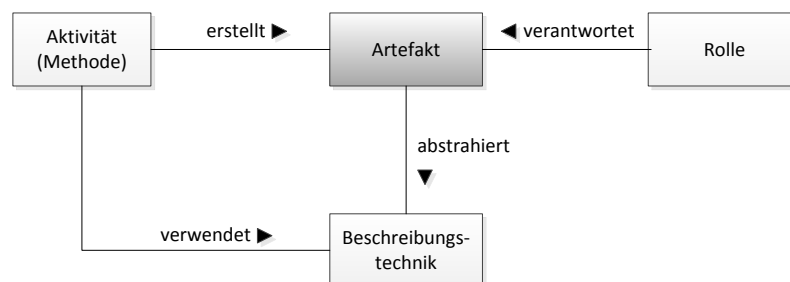 Aktivität
(Methode)
erstellt ▶
Artefakt
◀ verantwortet
Rolle
abstrahiert
▼
verwendet ▶
Beschreibungs-
technik